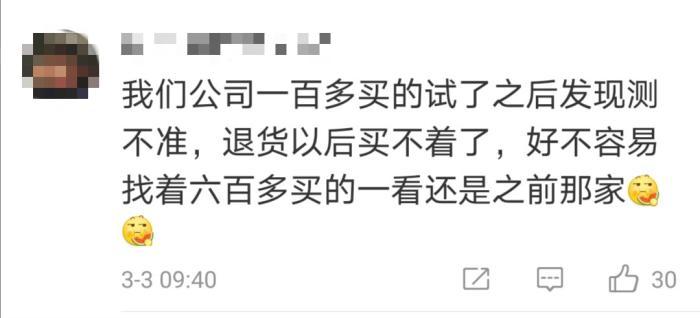 我们公司一百多买的试了之后发现测
不准，退货以后买不着了，好不容易
找着六百多买的一看还是之前那家
3-3 09:40
30